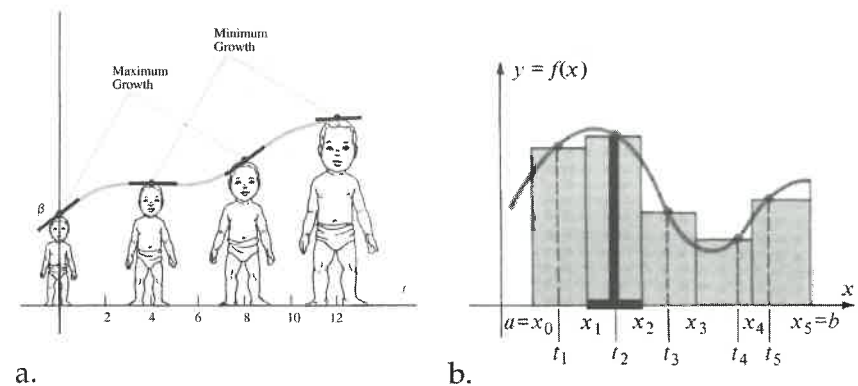 Minimum
Growth
Maximum
Growth
β
t
2 4 6 8 10 12
a.
y = f(x)
x
a=x₀ x₁ x₂ x₃ x₄ x₅=b
t₁ t₂ t₃ t₄ t₅
b.